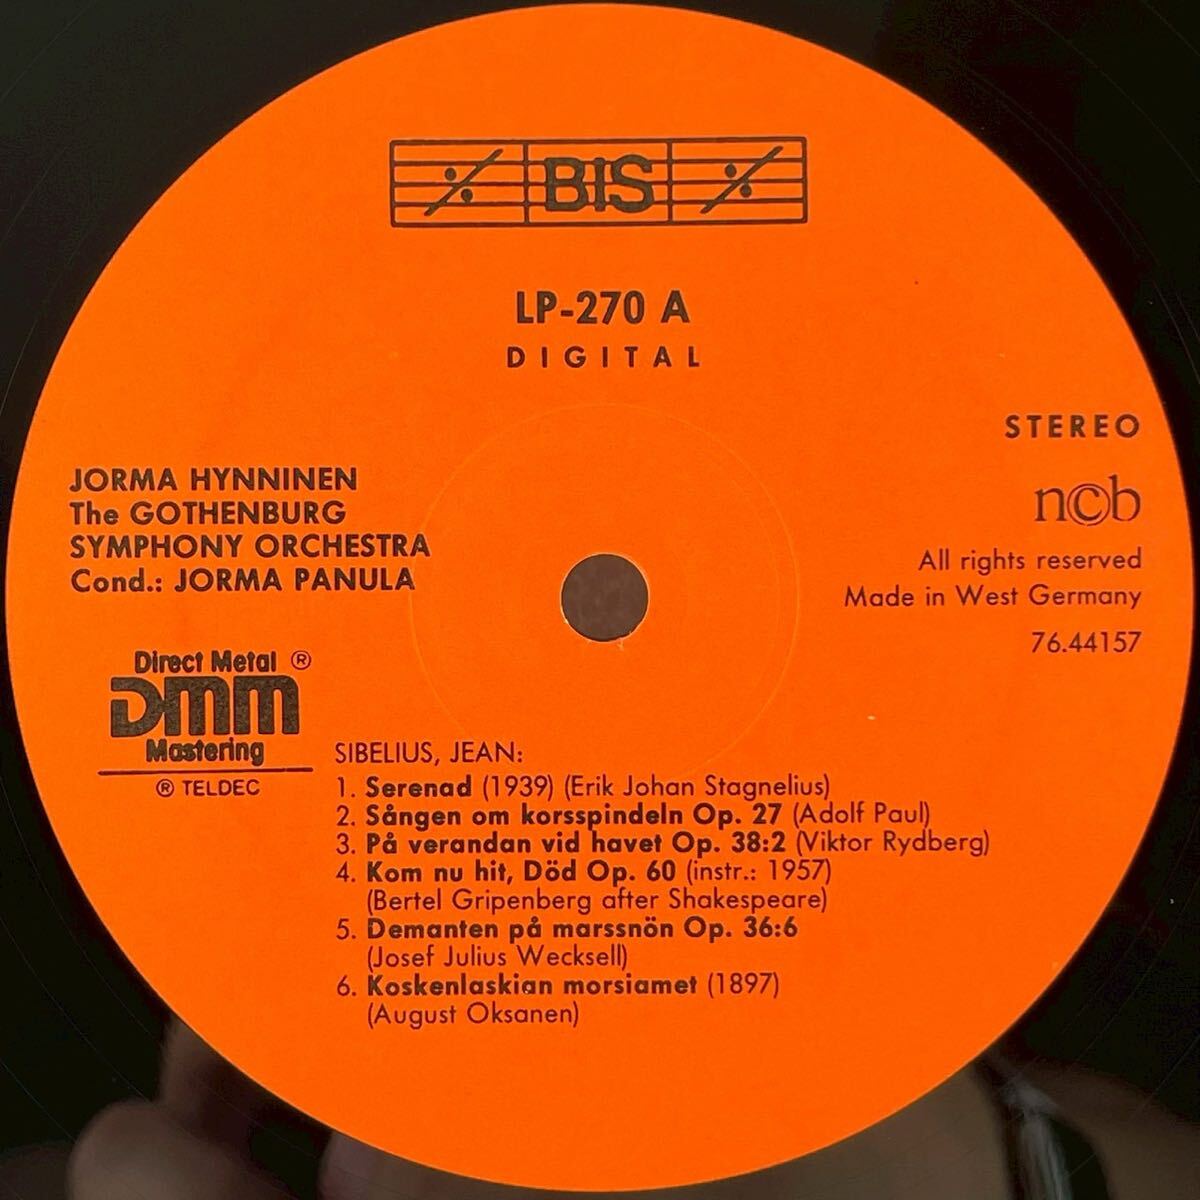 BIS
LP-270 A
DIGITAL
STEREO
n©b
All rights reserved
Made in West Germany
76.44157
JORMA HYNNINEN
The GOTHENBURG
SYMPHONY ORCHESTRA
Cond.: JORMA PANULA
Direct Metal ®
DMM
Mastering
® TELDEC
SIBELIUS, JEAN:
1. Serenad (1939) (Erik Johan Stagnelius)
2. Sången om korsspindeln Op. 27 (Adolf Paul)
3. På verandan vid havet Op. 38:2 (Viktor Rydberg)
4. Kom nu hit, Död Op. 60 (instr.: 1957)
(Bertel Gripenberg after Shakespeare)
5. Demanten på marssnön Op. 36:6
(Josef Julius Wecksell)
6. Koskenlaskian morsiamet (1897)
(August Oksanen)